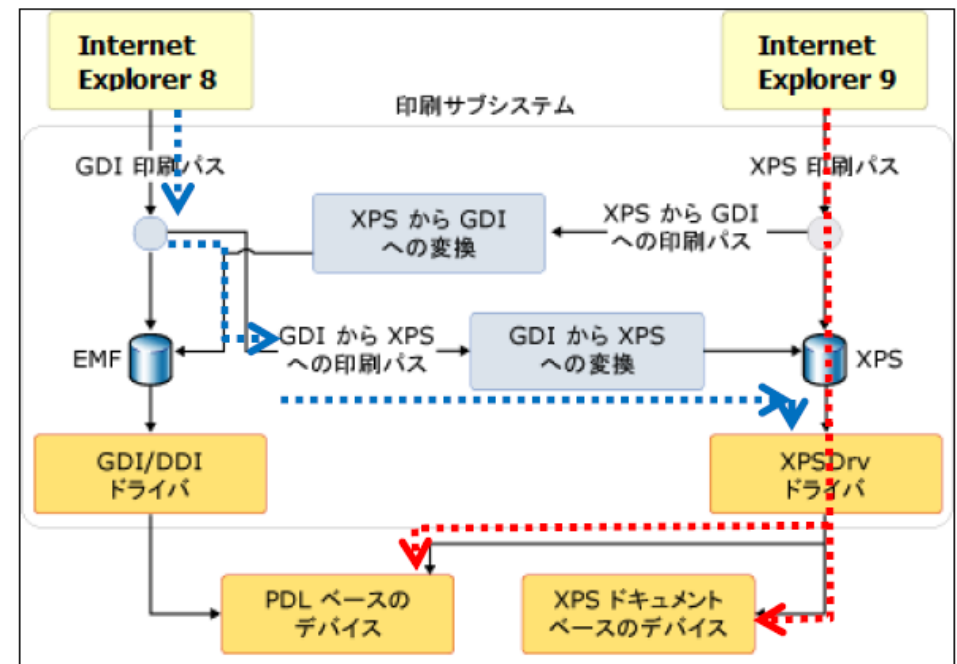 Internet
Explorer 8
Internet
Explorer 9
印刷サブシステム
GDI 印刷パス
XPS 印刷パス
XPS から GDI
への変換
XPS から GDI
への印刷パス
EMF
GDI から XPS
への印刷パス
GDI から XPS
への変換
XPS
GDI/DDI
ドライバ
XPSDrv
ドライバ
PDL ベースの
デバイス
XPS ドキュメント
ベースのデバイス